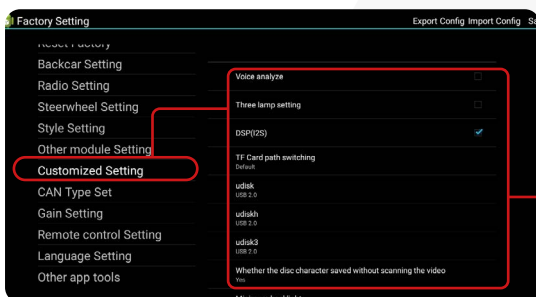 Factory Setting
Export Config Import Config
Reset Factory
Backcar Setting
Radio Setting
Steerwheel Setting
Style Setting
Other module Setting
Customized Setting
CAN Type Set
Gain Setting
Remote control Setting
Language Setting
Other app tools
Voice analyze
Three lamp setting
DSP(I2S)
TF Card path switching
Default
udisk
USB 2.0
udiskh
USB 2.0
udisk3
USB 2.0
Whether the disc character saved without scanning the video
Yes